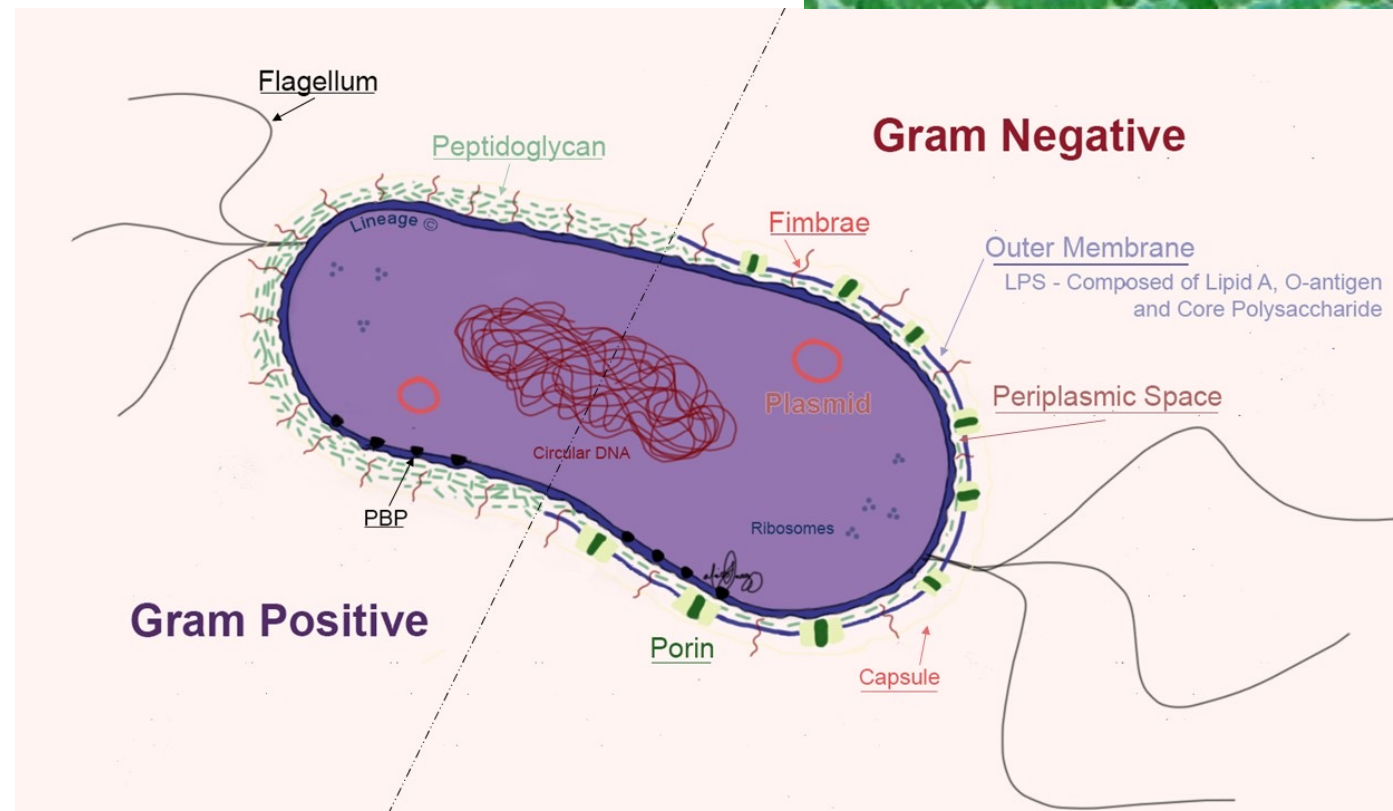 Flagellum
Peptidoglycan
Gram Negative
Fimbrae
Lineage ©
Outer Membrane
LPS - Composed of Lipid A, O-antigen
and Core Polysaccharide
Plasmid
Periplasmic Space
Circular DNA
PBP
Ribosomes
Gram Positive
Porin
Capsule